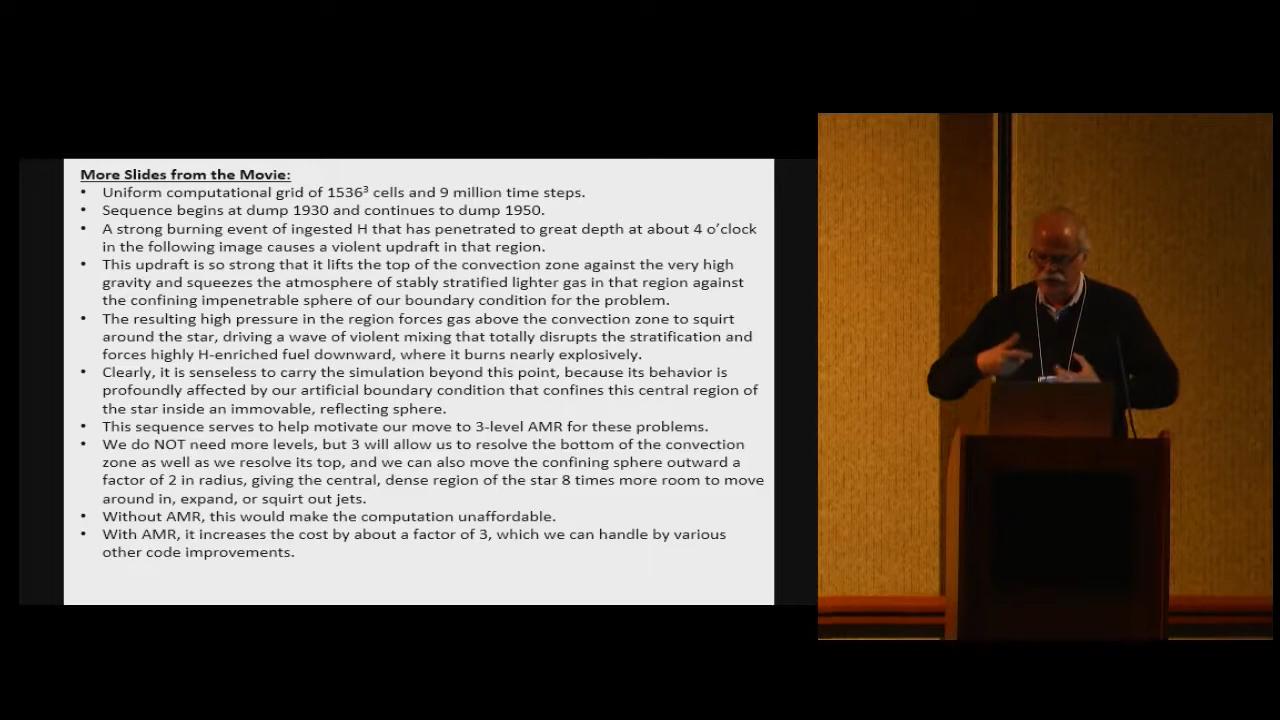 More Slides from the Movie:
• Uniform computational grid of 1536³ cells and 9 million time steps.
• Sequence begins at dump 1930 and continues to dump 1950.
• A strong burning event of ingested H that has penetrated to great depth at about 4 o’clock
in the following image causes a violent updraft in that region.
• This updraft is so strong that it lifts the top of the convection zone against the very high
gravity and squeezes the atmosphere of stably stratified lighter gas in that region against
the confining impenetrable sphere of our boundary condition for the problem.
• The resulting high pressure in the region forces gas above the convection zone to squirt
around the star, driving a wave of violent mixing that totally disrupts the stratification and
forces highly H-enriched fuel downward, where it burns nearly explosively.
• Clearly, it is senseless to carry the simulation beyond this point, because its behavior is
profoundly affected by our artificial boundary condition that confines this central region of
the star inside an immovable, reflecting sphere.
• This sequence serves to help motivate our move to 3-level AMR for these problems.
• We do NOT need more levels, but 3 will allow us to resolve the bottom of the convection
zone as well as we resolve its top, and we can also move the confining sphere outward a
factor of 2 in radius, giving the central, dense region of the star 8 times more room to move
around in, expand, or squirt out jets.
• Without AMR, this would make the computation unaffordable.
• With AMR, it increases the cost by about a factor of 3, which we can handle by various
other code improvements.